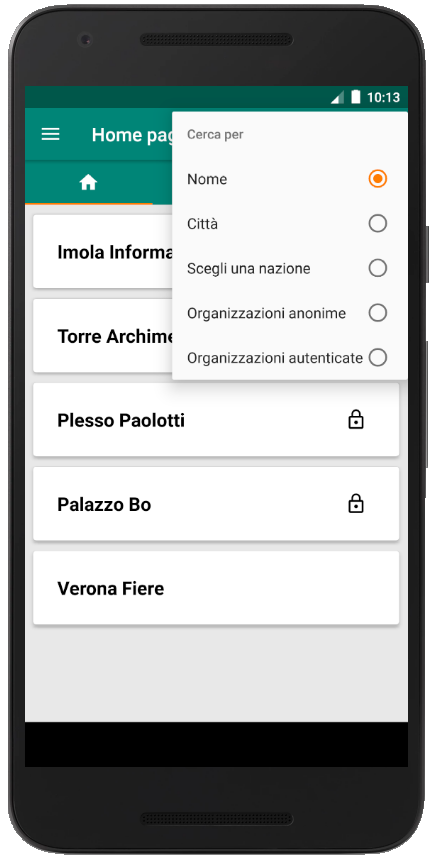 10:13
Home pag
Cerca per
Nome
Città
Scegli una nazione
Organizzazioni anonime
Organizzazioni autenticate
Imola Informa
Torre Archime
Plesso Paolotti
Palazzo Bo
Verona Fiere